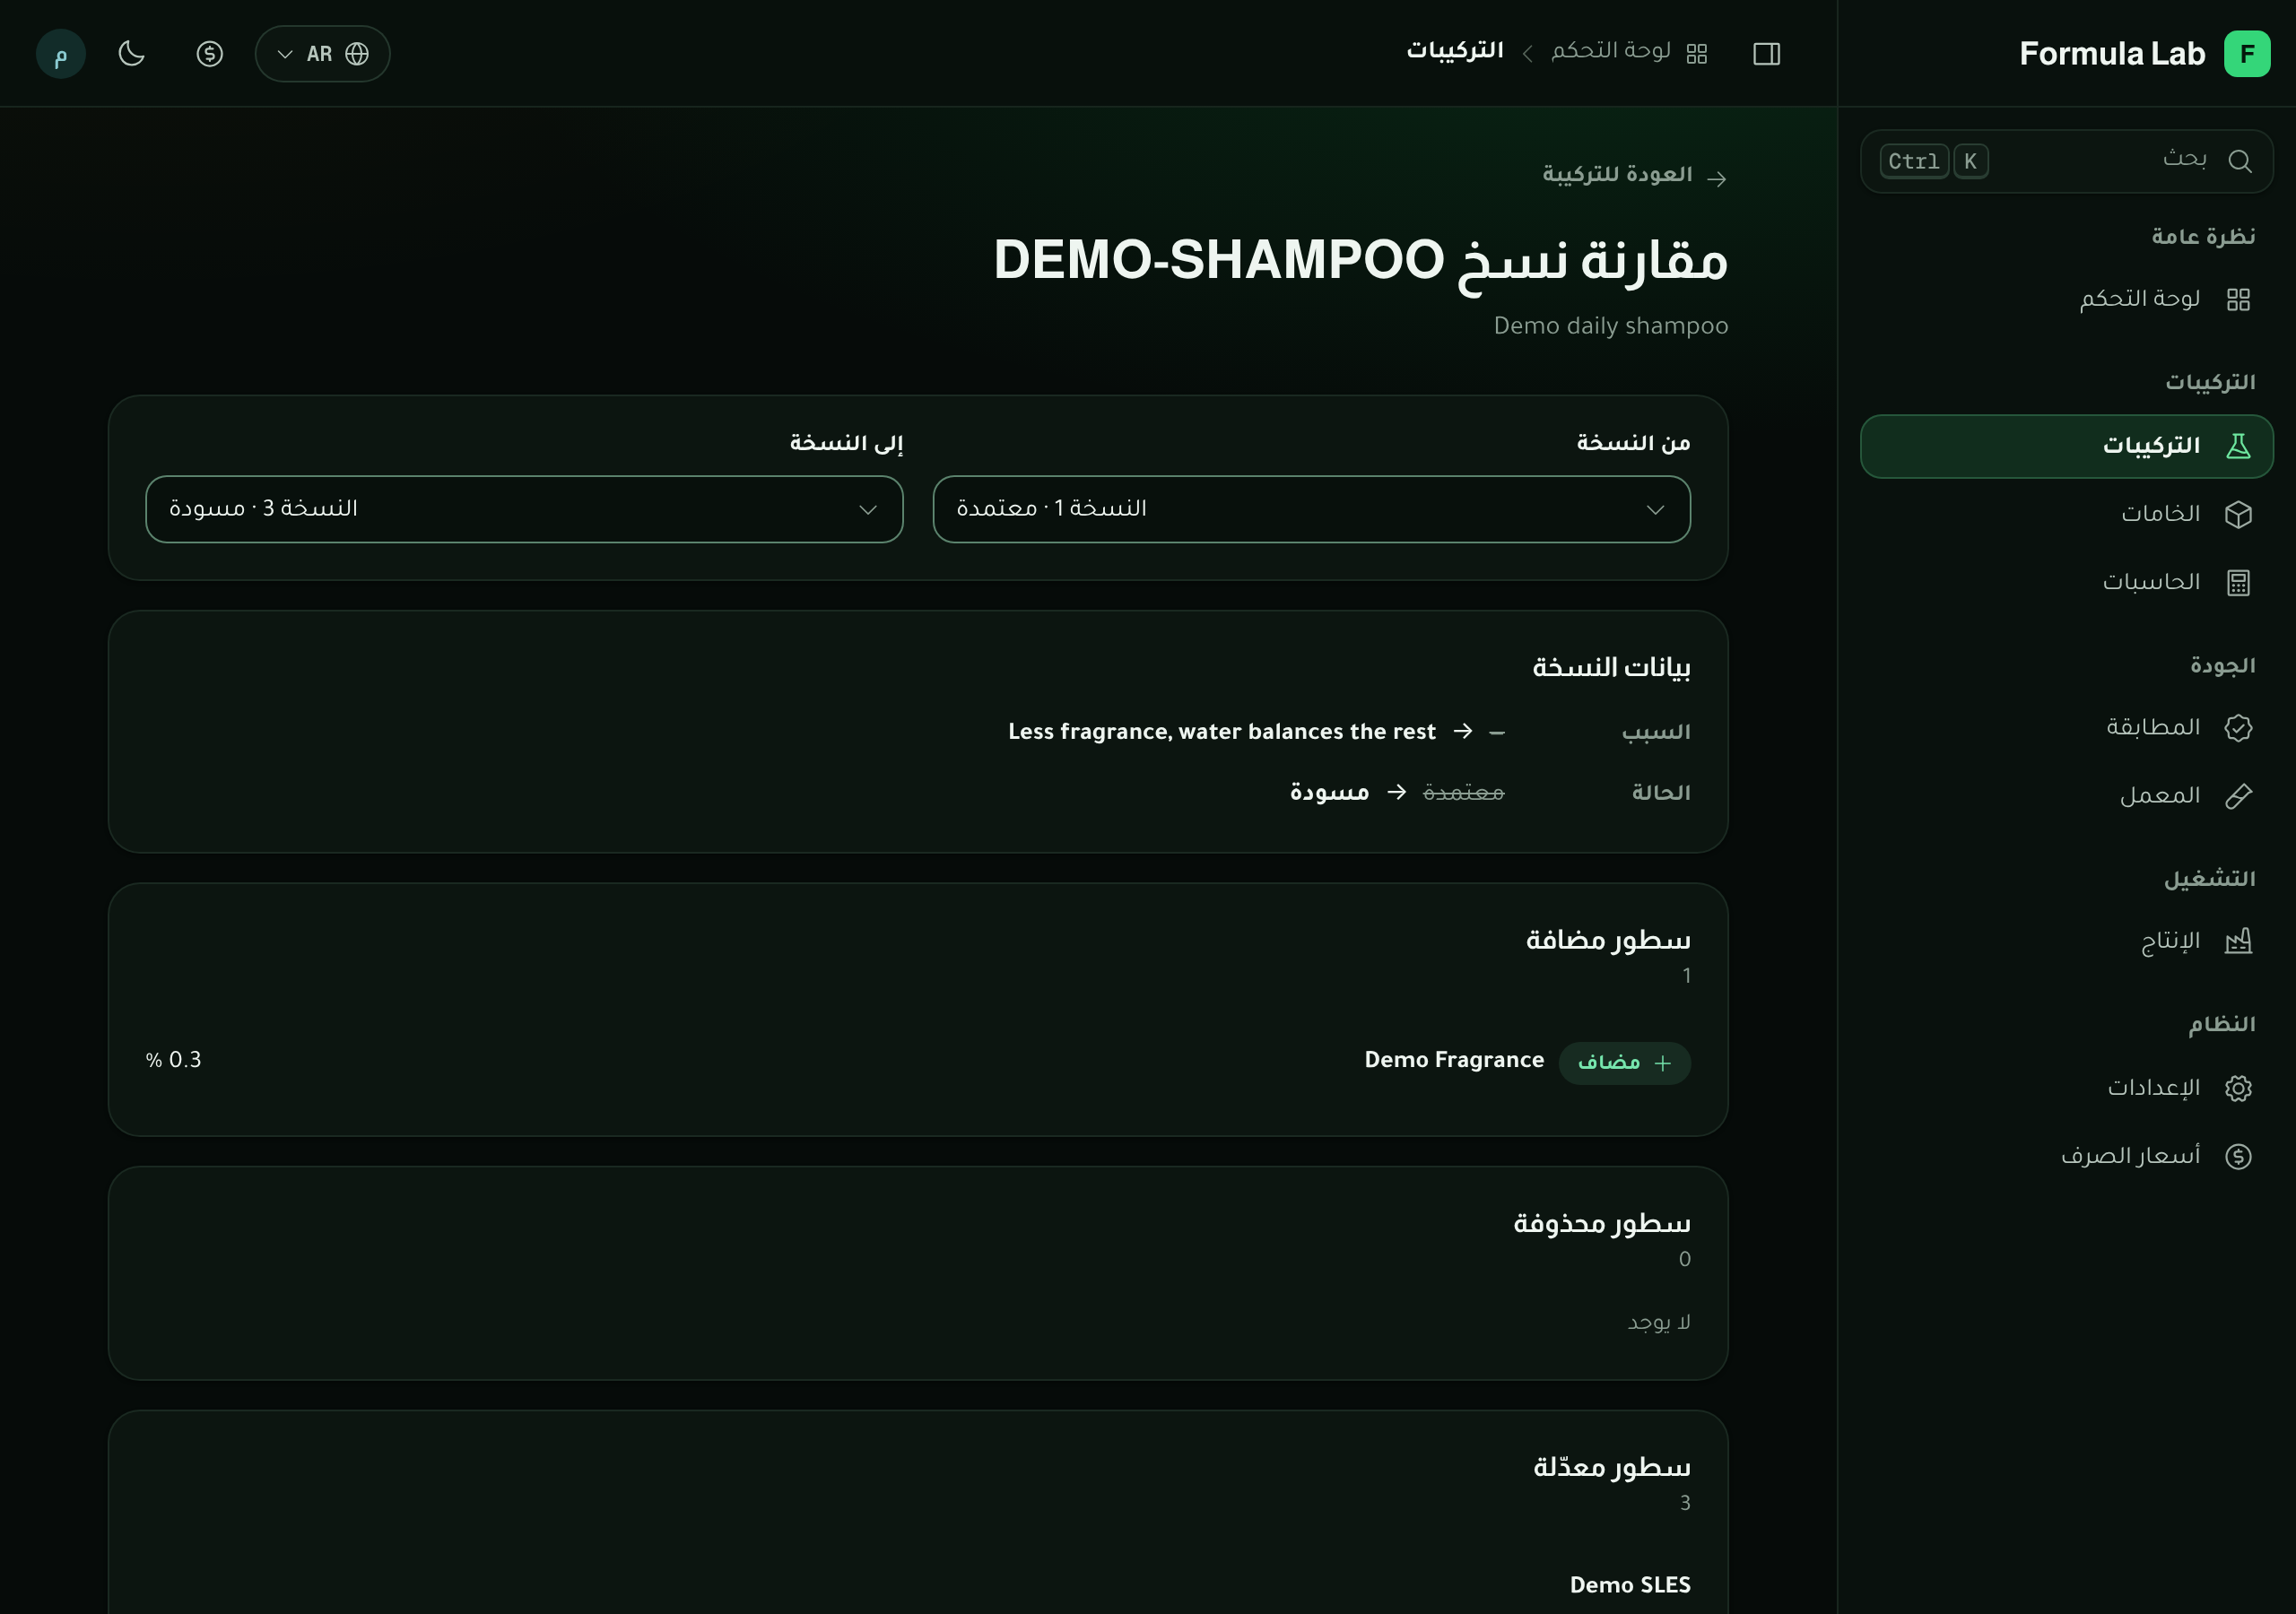 F Formula Lab
لوحة التحكم
التركيبات
AR
م
بحث
Ctrl K
نظرة عامة
لوحة التحكم
التركيبات
التركيبات
الخامات
الحاسبات
الجودة
المطابقة
المعمل
التشغيل
الإنتاج
النظام
الإعدادات
أسعار الصرف
→ العودة للتركيبة
مقارنة نسخ DEMO-SHAMPOO
Demo daily shampoo
من النسخة
النسخة 1 · معتمدة
إلى النسخة
النسخة 3 · مسودة
بيانات النسخة
السبب — → Less fragrance, water balances the rest
الحالة معتمدة → مسودة
سطور مضافة
1
+ مضاف Demo Fragrance 0.3 %
سطور محذوفة
0
لا يوجد
سطور معدّلة
3
Demo SLES